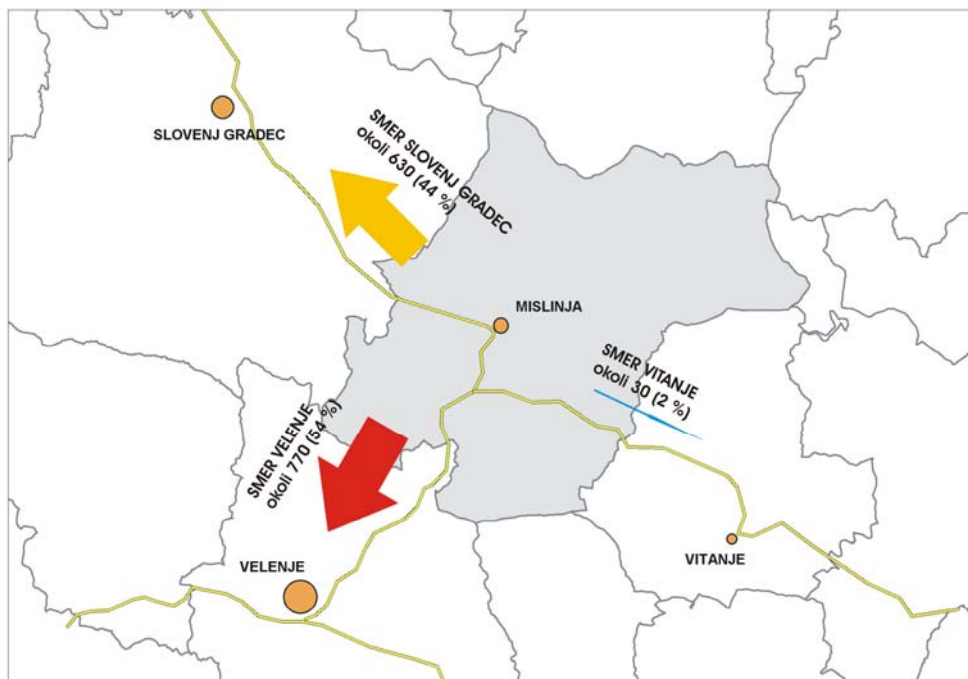 SLOVENJ GRADEC
SMER SLOVENJ GRADEC
okoli 630 (44 %)
MISLINJA
SMER VITANJE
okoli 30 (2 %)
SMER VELENJE
okoli 770 (54 %)
VELENJE
VITANJE